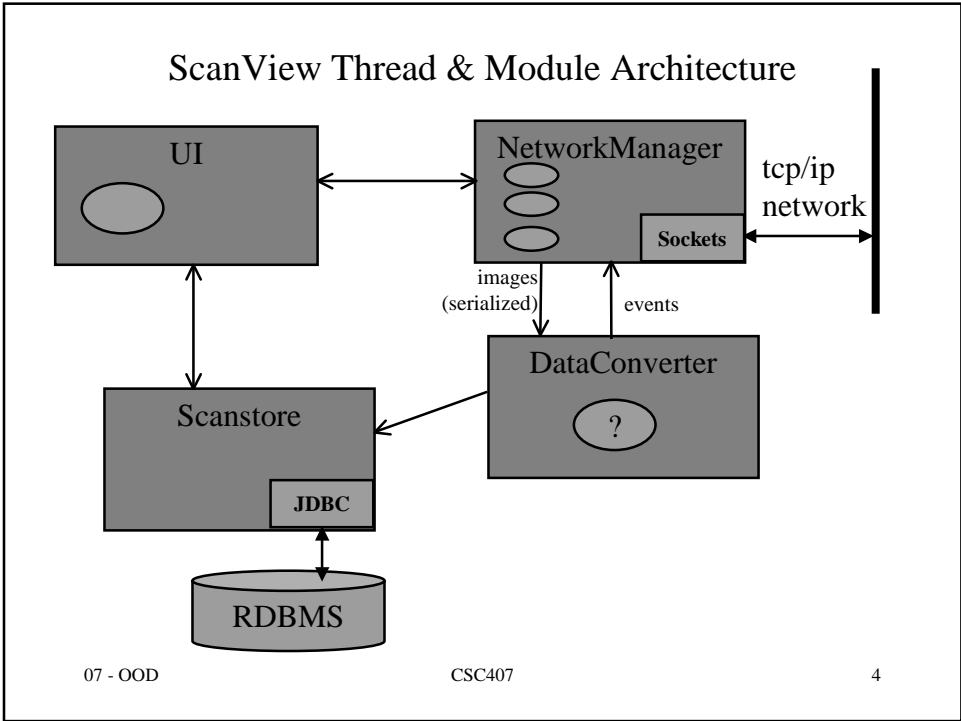 ScanView Thread & Module Architecture
UI
NetworkManager
tcp/ip
network
Sockets
images
(serialized)
events
DataConverter
?
Scanstore
JDBC
RDBMS
07 - OOD
CSC407
4